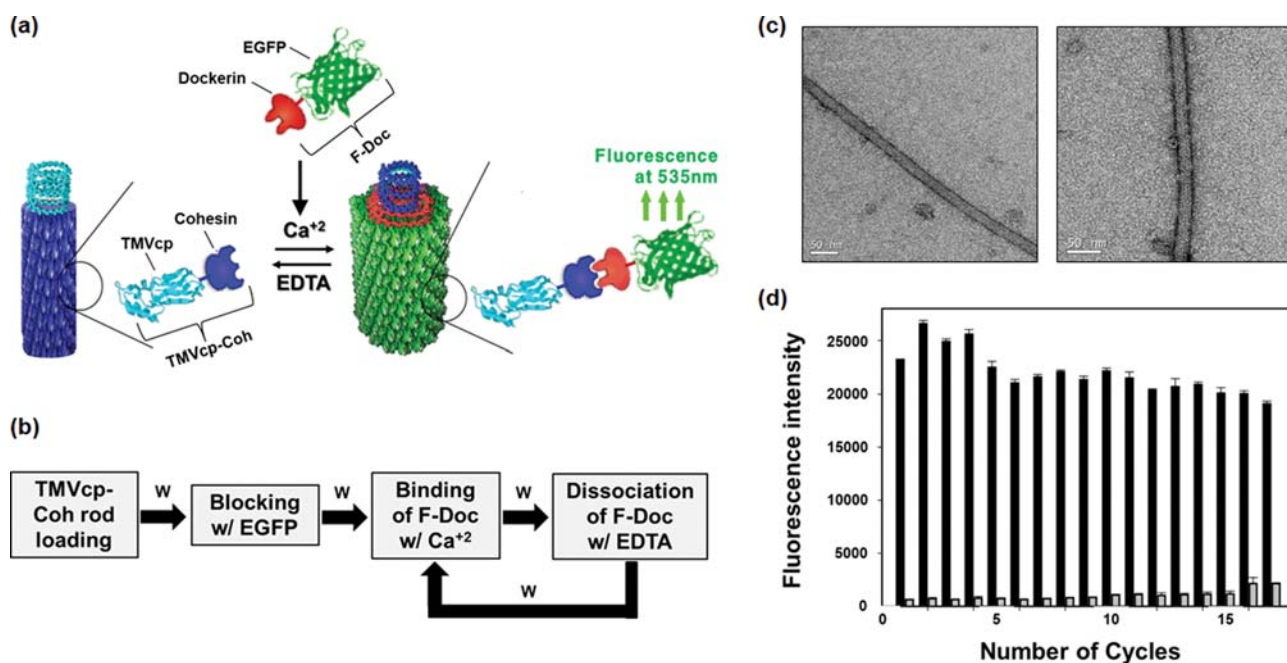 (a)
EGFP
Dockerin
F-Doc
Fluorescence
at 535nm
Cohesin
TMVcp
Ca+2
EDTA
TMVcp-Coh
(b)
TMVcp-
Coh rod
loading
W
Blocking
w/ EGFP
W
Binding
of F-Doc
w/ Ca+2
W
Dissociation
of F-Doc
w/ EDTA
W
(c)
50 nm
50 nm
(d)
Fluorescence intensity
25000
20000
15000
10000
5000
0
0
5
10
15
Number of Cycles